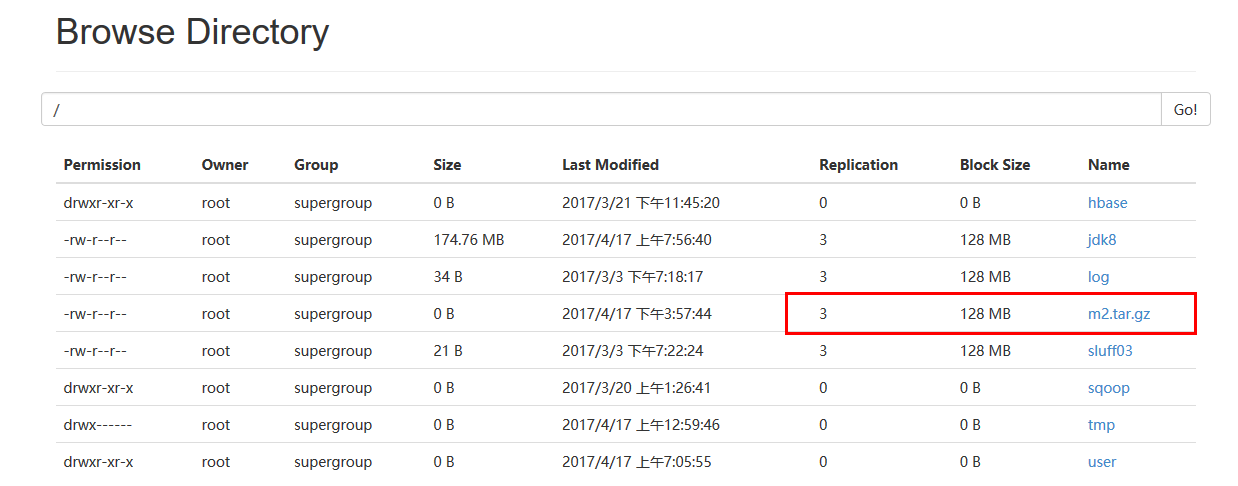 Browse Directory
/ Go!
Permission Owner Group Size Last Modified Replication Block Size Name
drwxr-xr-x root supergroup 0 B 2017/3/21 下午11:45:20 0 0 B hbase
-rw-r--r-- root supergroup 174.76 MB 2017/4/17 上午7:56:40 3 128 MB jdk8
-rw-r--r-- root supergroup 34 B 2017/3/3 下午7:18:17 3 128 MB log
-rw-r--r-- root supergroup 0 B 2017/4/17 下午3:57:44 3 128 MB m2.tar.gz
-rw-r--r-- root supergroup 21 B 2017/3/3 下午7:22:24 3 128 MB sluff03
drwxr-xr-x root supergroup 0 B 2017/3/20 上午1:26:41 0 0 B sqoop
drwx------ root supergroup 0 B 2017/4/17 上午12:59:46 0 0 B tmp
drwxr-xr-x root supergroup 0 B 2017/4/17 上午7:05:55 0 0 B user